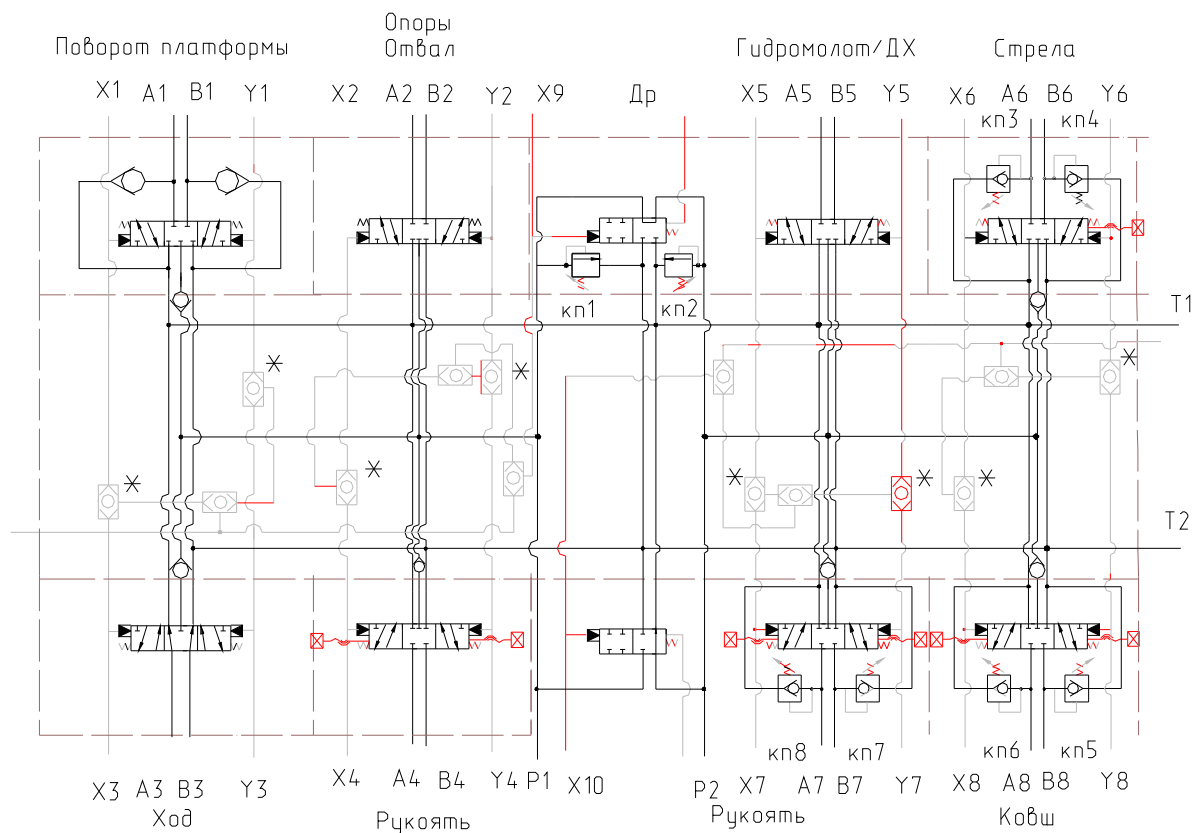 Опоры
Поворот платформы Отвал Гидромолот/ДХ Стрела
X1 A1 B1 Y1 X2 A2 B2 Y2 X9 Др X5 A5 B5 Y5 X6 A6 B6 Y6
кп3 кп4
кп1 кп2 T1
*
* *
* * * * *
T2
кп8 кп7 кп6 кп5
X3 A3 B3 Y3 X4 A4 B4 Y4 P1 X10 P2 X7 A7 B7 Y7 X8 A8 B8 Y8
Ход Рукоять Рукоять Ковш